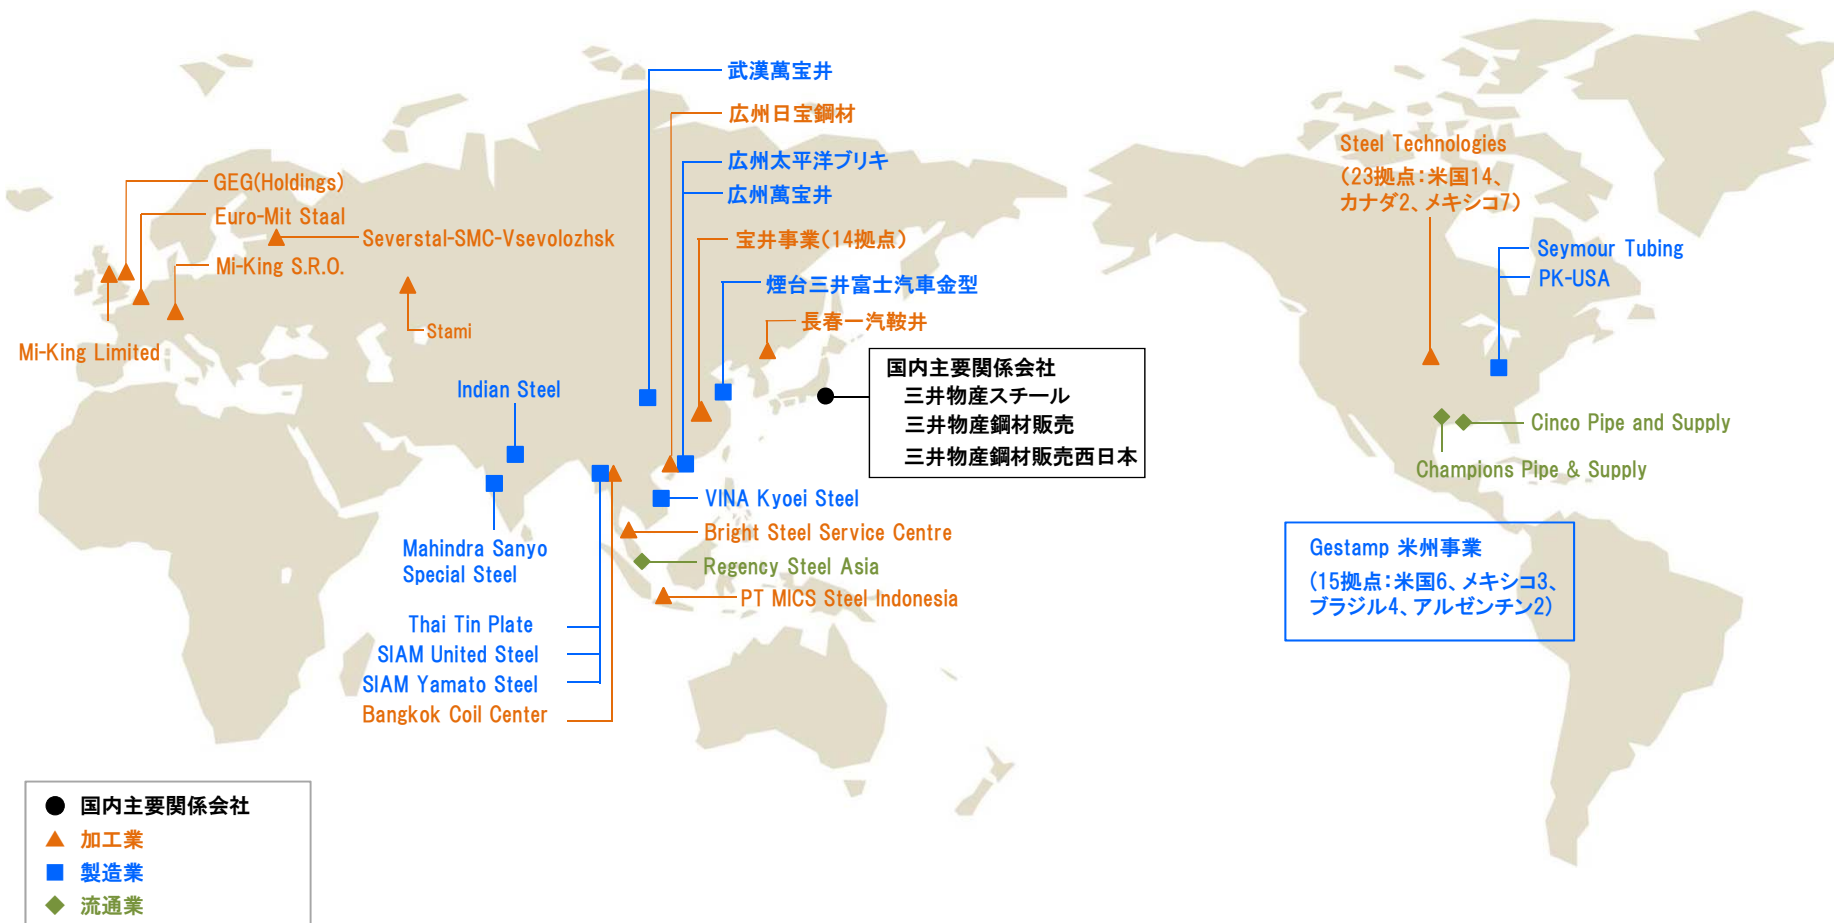 武漢萬宝井
広州日宝鋼材
広州太平洋ブリキ
広州萬宝井
宝井事業(14拠点)
煙台三井富士汽車金型
長春一汽鞍井
GEG(Holdings)
Euro-Mit Staal
Severstal-SMC-Vsevolozhsk
Mi-King S.R.O.
Stami
Mi-King Limited
国内主要関係会社
三井物産スチール
三井物産鋼材販売
三井物産鋼材販売西日本
Indian Steel
Mahindra Sanyo
Special Steel
VINA Kyoei Steel
Bright Steel Service Centre
Regency Steel Asia
PT MICS Steel Indonesia
Thai Tin Plate
SIAM United Steel
SIAM Yamato Steel
Bangkok Coil Center
Steel Technologies
(23拠点:米国14、
カナダ2、メキシコ7)
Seymour Tubing
PK-USA
Cinco Pipe and Supply
Champions Pipe & Supply
Gestamp 米州事業
(15拠点:米国6、メキシコ3、
ブラジル4、アルゼンチン2)
国内主要関係会社
加工業
製造業
流通業